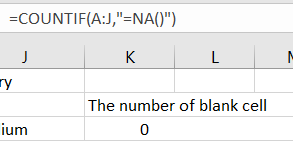 =COUNTIF(A:J,"=NA()")
J K L
ry
The number of blank cell
ium 0